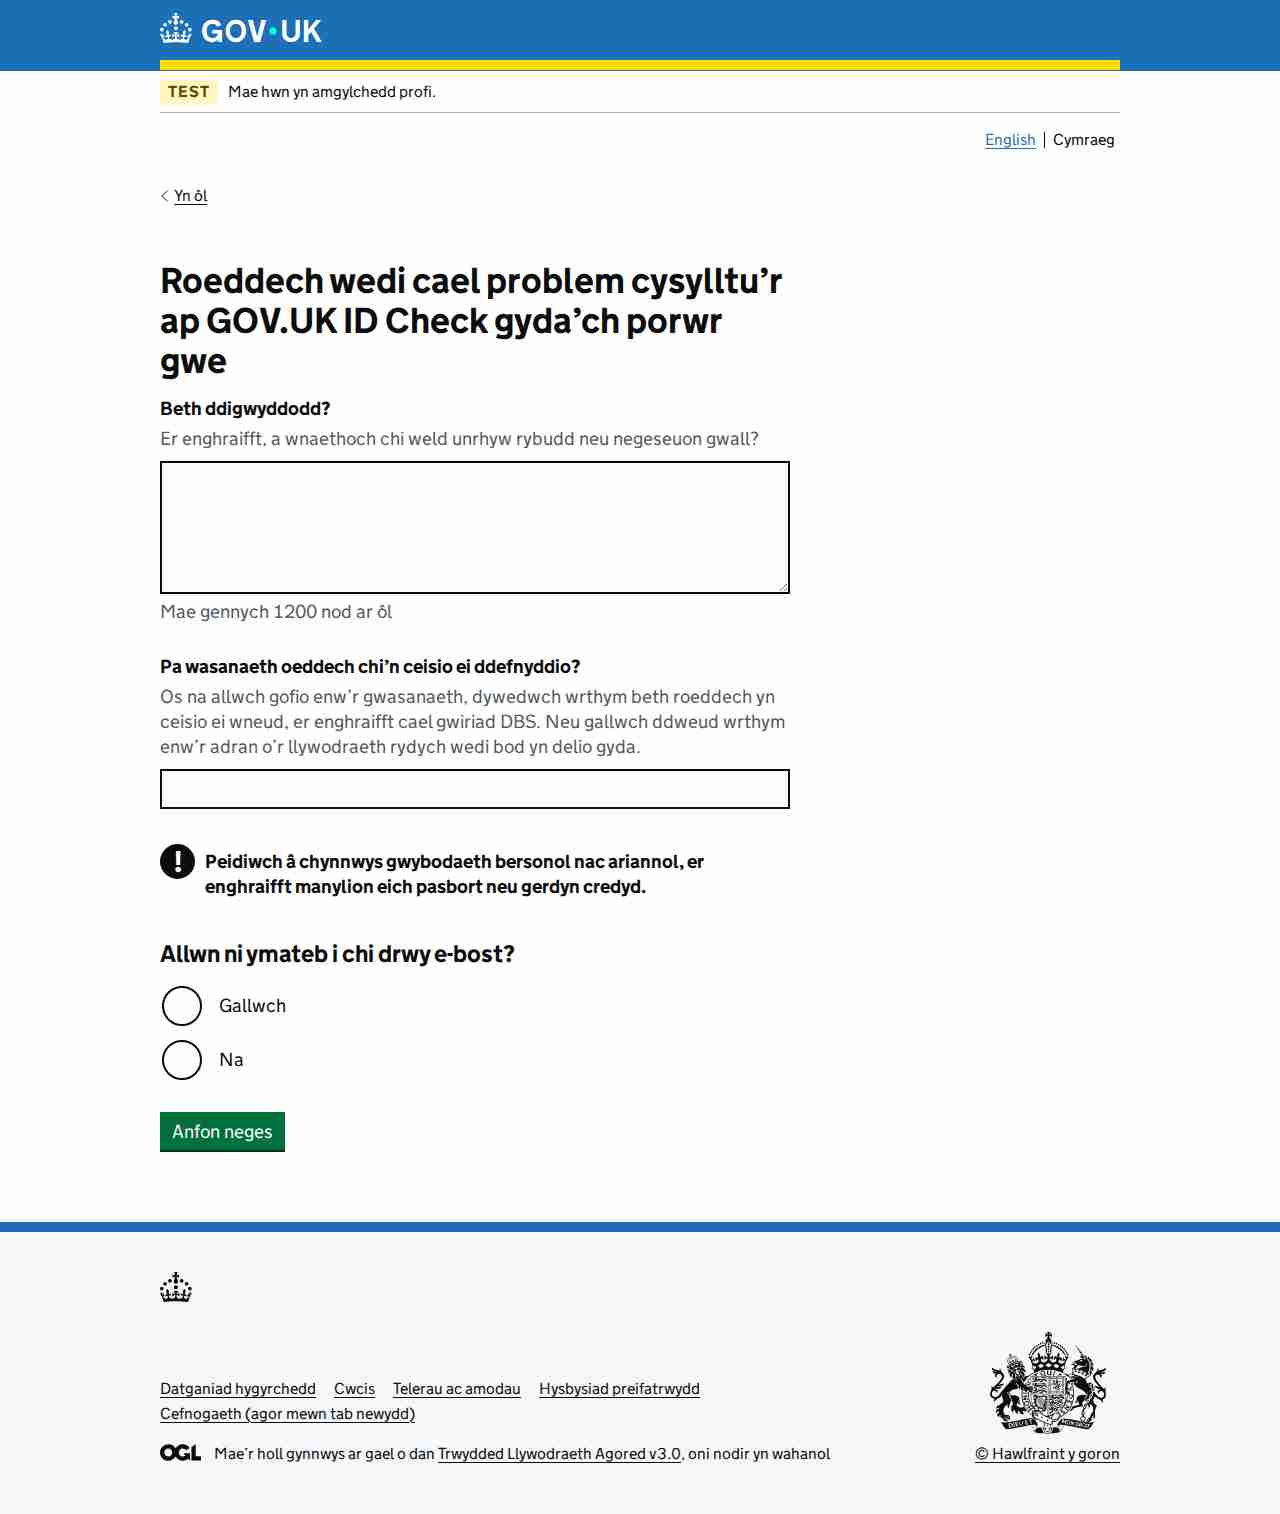 GOV·UK
TEST Mae hwn yn amgylchedd profi.
English Cymraeg
Yn ôl
Roeddech wedi cael problem cysylltu’r
ap GOV.UK ID Check gyda’ch porwr
gwe
Beth ddigwyddodd?
Er enghraifft, a wnaethoch chi weld unrhyw rybudd neu negeseuon gwall?
Mae gennych 1200 nod ar ôl
Pa wasanaeth oeddech chi’n ceisio ei ddefnyddio?
Os na allwch gofio enw’r gwasanaeth, dywedwch wrthym beth roeddech yn
ceisio ei wneud, er enghraifft cael gwiriad DBS. Neu gallwch ddweud wrthym
enw’r adran o’r llywodraeth rydych wedi bod yn delio gyda.
! Peidiwch â chynnwys gwybodaeth bersonol nac ariannol, er
enghraifft manylion eich pasbort neu gerdyn credyd.
Allwn ni ymateb i chi drwy e-bost?
Gallwch
Na
Anfon neges
Datganiad hygyrchedd Cwcis Telerau ac amodau Hysbysiad preifatrwydd
Cefnogaeth (agor mewn tab newydd)
OGL Mae’r holl gynnwys ar gael o dan Trwydded Llywodraeth Agored v3.0, oni nodir yn wahanol
© Hawlfraint y goron